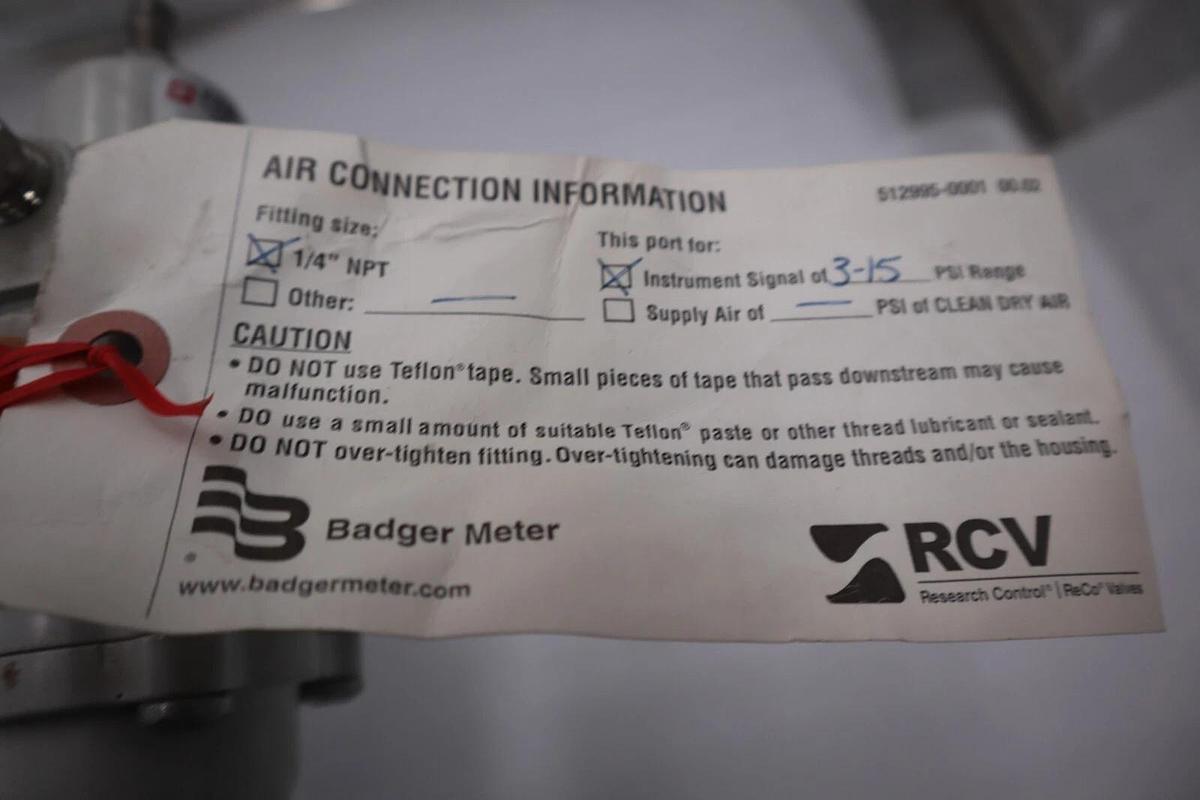 AIR CONNECTION INFORMATION
512995-0001 00.02
Fitting size:
1/4" NPT
Other:
This port for:
Instrument Signal of 3-15 PSI Range
Supply Air of — PSI of CLEAN DRY AIR
CAUTION
• DO NOT use Teflon® tape. Small pieces of tape that pass downstream may cause
malfunction.
• DO use a small amount of suitable Teflon® paste or other thread lubricant or sealant.
• DO NOT over-tighten fitting. Over-tightening can damage threads and/or the housing.
Badger Meter
www.badgermeter.com
RCV
Research Control® | ReCo® Valves